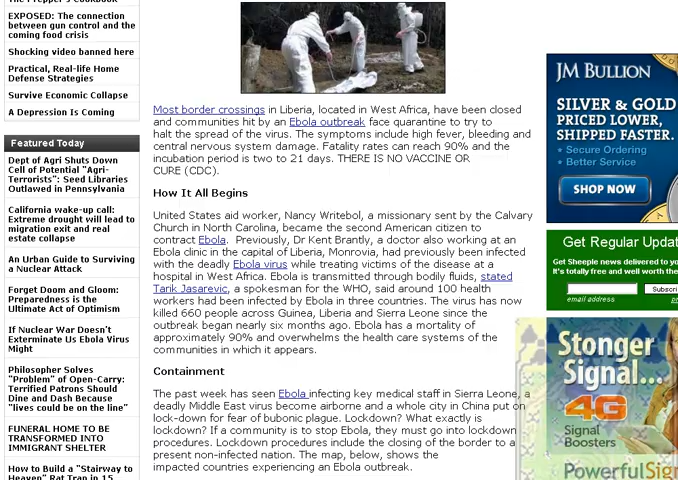 The Prepper's Cookbook
EXPOSED: The connection
between gun control and the
coming food crisis
Shocking video banned here
Practical, Real-life Home
Defense Strategies
Survive Economic Collapse
A Depression Is Coming
Featured Today
Dept of Agri Shuts Down
Cell of Potential "Agri-
Terrorists": Seed Libraries
Outlawed in Pennsylvania
California wake-up call:
Extreme drought will lead to
migration exit and real
estate collapse
An Urban Guide to Surviving
a Nuclear Attack
Forget Doom and Gloom:
Preparedness is the
Ultimate Act of Optimism
If Nuclear War Doesn't
Exterminate Us Ebola Virus
Might
Philosopher Solves
"Problem" of Open-Carry:
Terrified Patrons Should
Dine and Dash Because
"lives could be on the line"
FUNERAL HOME TO BE
TRANSFORMED INTO
IMMIGRANT SHELTER
How to Build a "Stairway to
Heaven" Rat Trap in 15
Most border crossings in Liberia, located in West Africa, have been closed
and communities hit by an Ebola outbreak face quarantine to try to
halt the spread of the virus. The symptoms include high fever, bleeding and
central nervous system damage. Fatality rates can reach 90% and the
incubation period is two to 21 days. THERE IS NO VACCINE OR
CURE (CDC).
How It All Begins
United States aid worker, Nancy Writebol, a missionary sent by the Calvary
Church in North Carolina, became the second American citizen to
contract Ebola. Previously, Dr Kent Brantly, a doctor also working at an
Ebola clinic in the capital of Liberia, Monrovia, had previously been infected
with the deadly Ebola virus while treating victims of the disease at a
hospital in West Africa. Ebola is transmitted through bodily fluids, stated
Tarik Jasarevic, a spokesman for the WHO, said around 100 health
workers had been infected by Ebola in three countries. The virus has now
killed 660 people across Guinea, Liberia and Sierra Leone since the
outbreak began nearly six months ago. Ebola has a mortality of
approximately 90% and overwhelms the health care systems of the
communities in which it appears.
Containment
The past week has seen Ebola infecting key medical staff in Sierra Leone, a
deadly Middle East virus become airborne and a whole city in China put on
lock-down for fear of bubonic plague. Lockdown? What exactly is
lockdown? If a community is to stop Ebola, they must go into lockdown
procedures. Lockdown procedures include the closing of the border to a
present non-infected nation. The map, below, shows the
impacted countries experiencing an Ebola outbreak.
JM BULLION
SILVER & GOLD
PRICED LOWER,
SHIPPED FASTER.
• Secure Ordering
• Better Service
SHOP NOW
Get Regular Updat
Get Sheeple news delivered to yo
It's totally free and well worth the
Subscri
email address
Stonger
Signal...
4G
Signal
Boosters
PowerfulSig